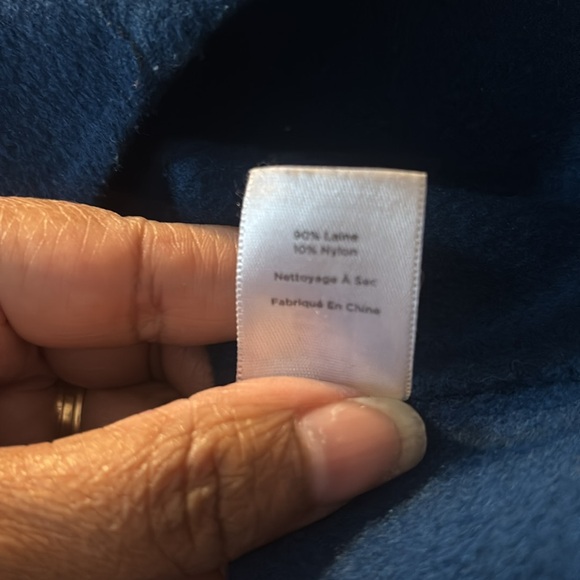 90% Laine
10% Nylon
Nettoyage À Sec
Fabriqué En Chine